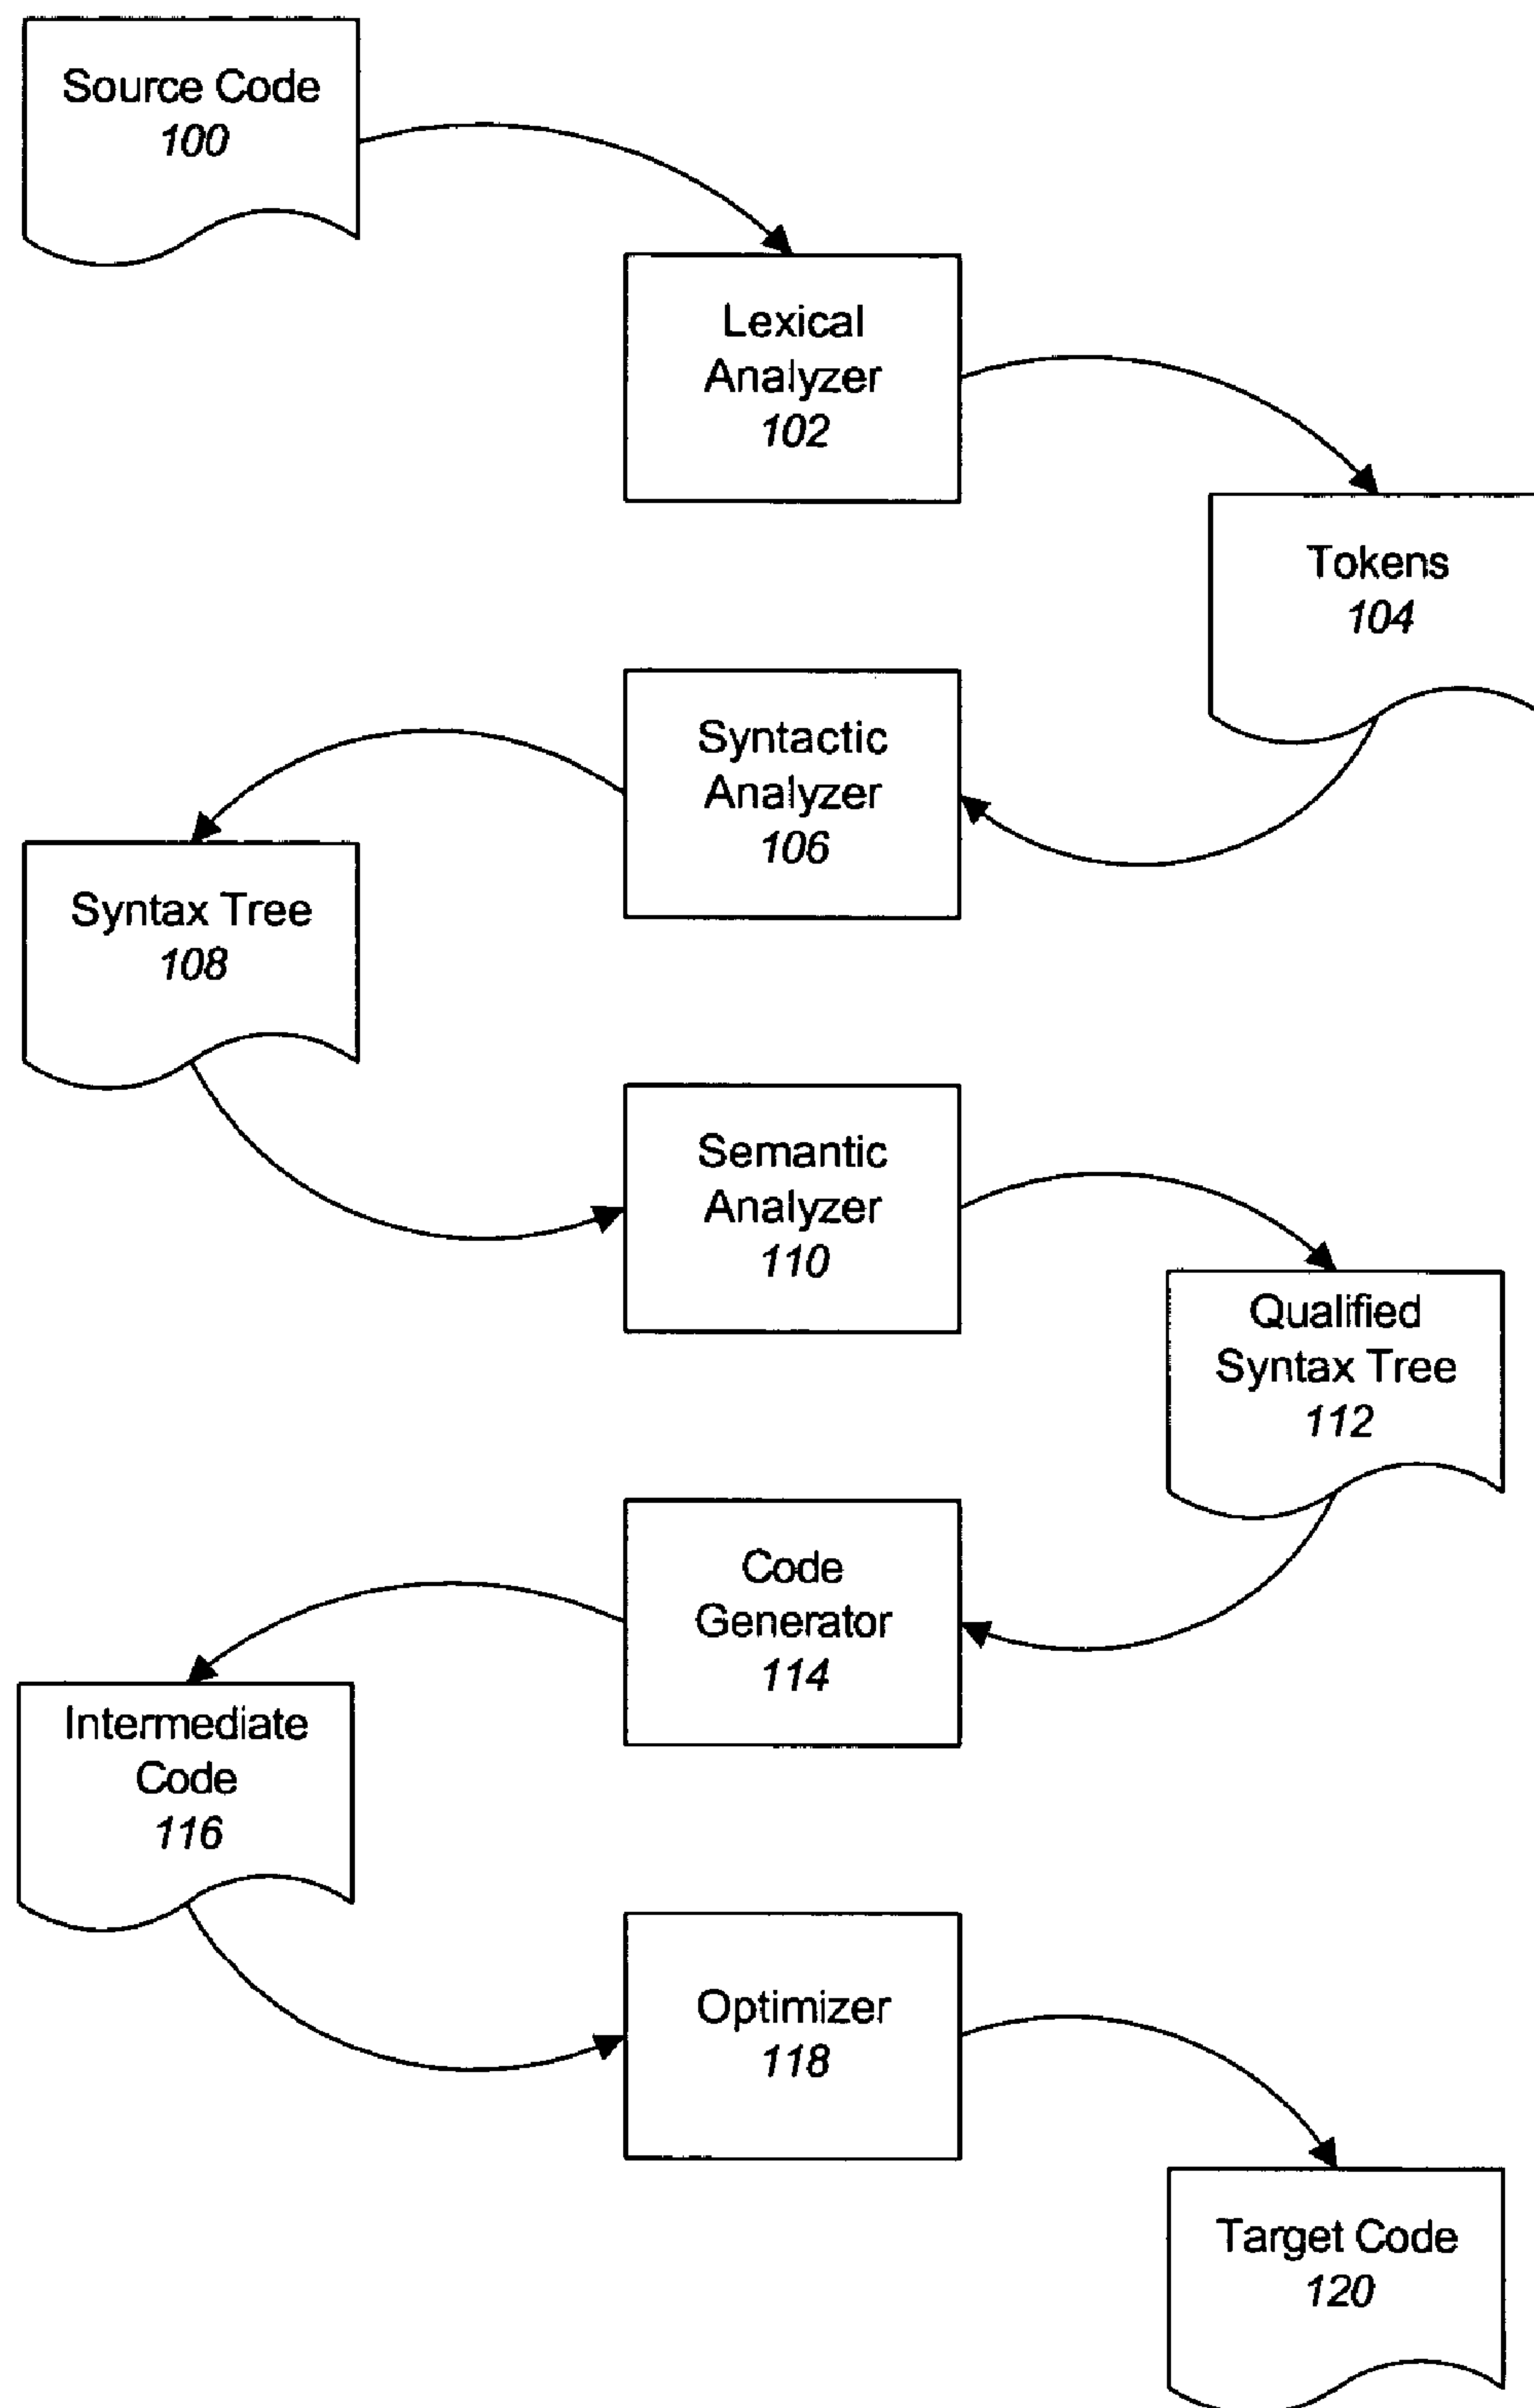 Source Code
100
Lexical
Analyzer
102
Tokens
104
Syntactic
Analyzer
106
Syntax Tree
108
Semantic
Analyzer
110
Qualified
Syntax Tree
112
Code
Generator
114
Intermediate
Code
116
Optimizer
118
Target Code
120